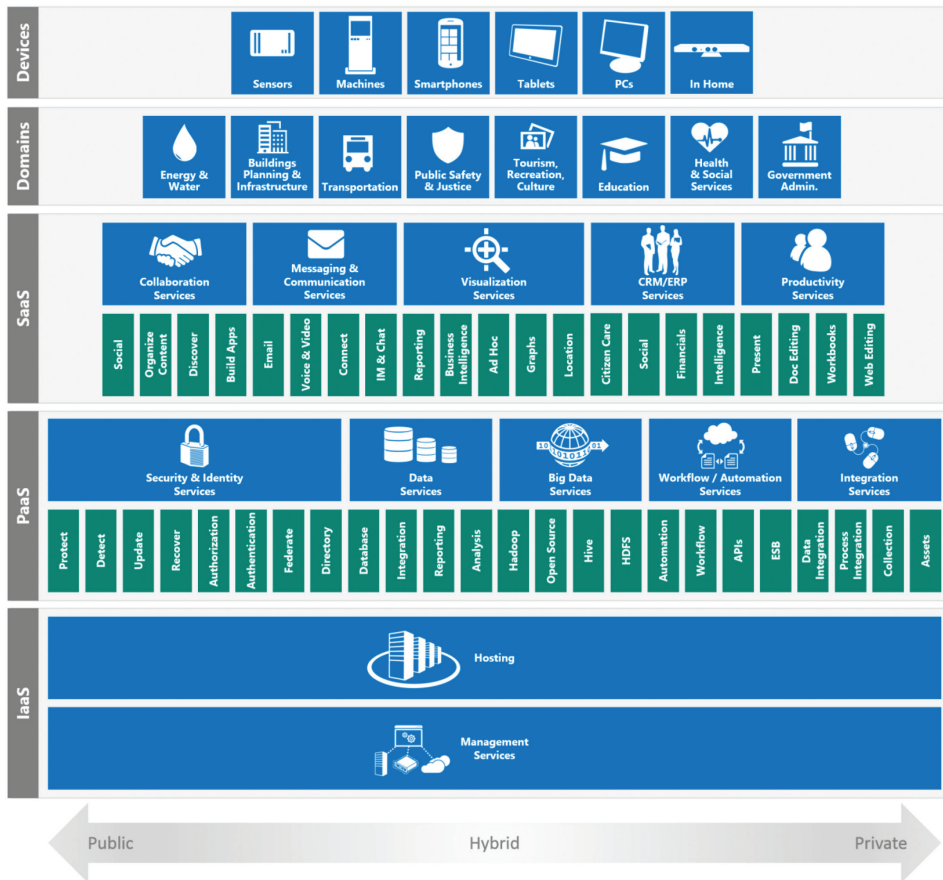 Devices
Sensors
Machines
Smartphones
Tablets
PCs
In Home
Domains
Energy &
Water
Buildings
Planning &
Infrastructure
Transportation
Public Safety
& Justice
Tourism,
Recreation,
Culture
Education
Health
& Social
Services
Government
Admin.
SaaS
Collaboration
Services
Messaging &
Communication
Services
Visualization
Services
CRM/ERP
Services
Productivity
Services
Social
Organize
Content
Discover
Build Apps
Email
Voice & Video
Connect
IM & Chat
Reporting
Business
Intelligence
Ad Hoc
Graphs
Location
Citizen Care
Social
Financials
Intelligence
Present
Doc Editing
Workbooks
Web Editing
PaaS
Security & Identity
Services
Data
Services
10 01
101011
Big Data
Services
Workflow / Automation
Services
Integration
Services
Protect
Detect
Update
Recover
Authorization
Authentication
Federate
Directory
Database
Integration
Reporting
Analysis
Hadoop
Open Source
Hive
HDFS
Automation
Workflow
APIs
ESB
Data
Integration
Process
Integration
Collection
Assets
IaaS
Hosting
Management
Services
Public
Hybrid
Private